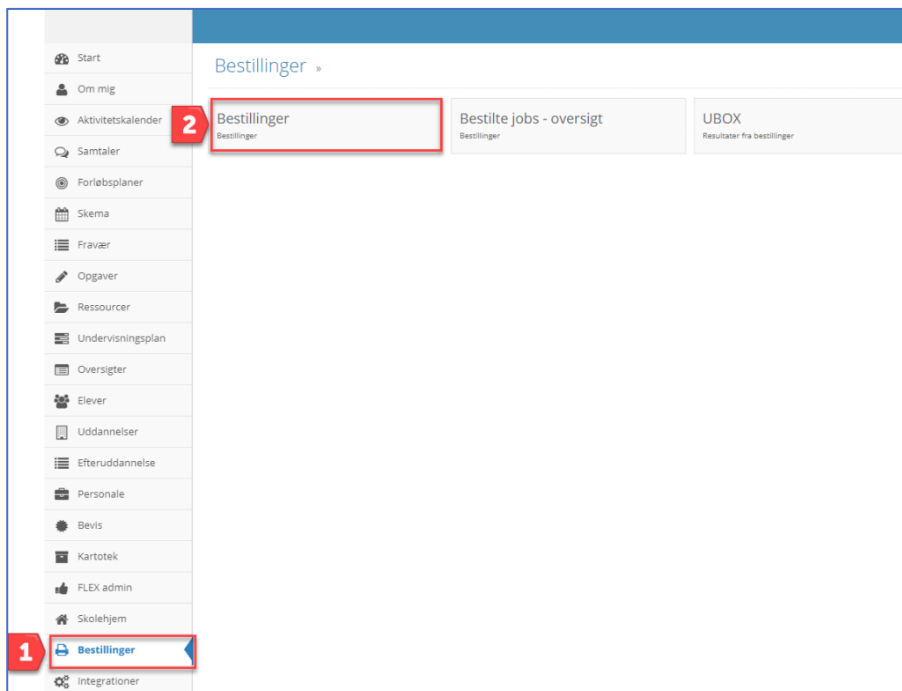 Start
Om mig
Aktivitetskalender
Samtaler
Forløbsplaner
Skema
Fravær
Opgaver
Ressourcer
Undervisningsplan
Oversigter
Elever
Uddannelser
Efteruddannelse
Personale
Bevis
Kartotek
FLEX admin
Skolehjem
1
Bestillinger
Integrationer
Bestillinger »
2
Bestillinger
Bestillinger
Bestilte jobs - oversigt
Bestillinger
UBOX
Resultater fra bestillinger